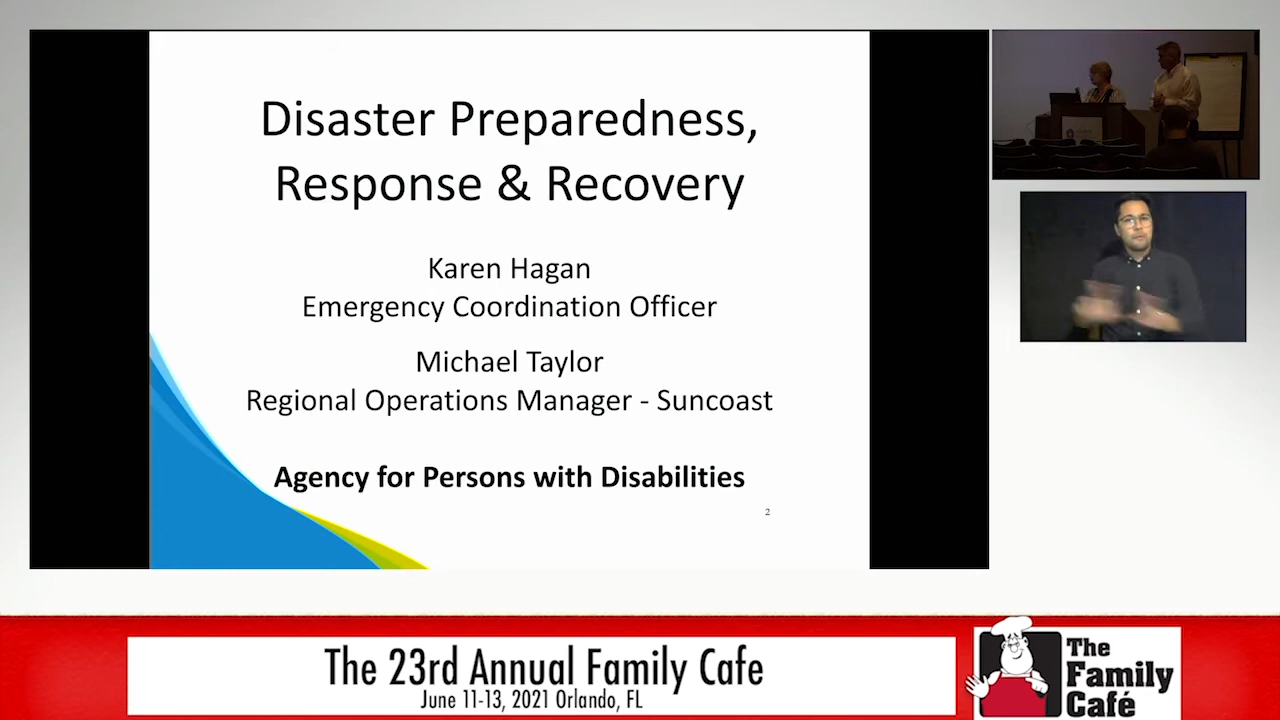 Disaster Preparedness,
Response & Recovery
Karen Hagan
Emergency Coordination Officer
Michael Taylor
Regional Operations Manager - Suncoast
Agency for Persons with Disabilities
2
The 23rd Annual Family Cafe
June 11-13, 2021 Orlando, FL
The
Family
Café